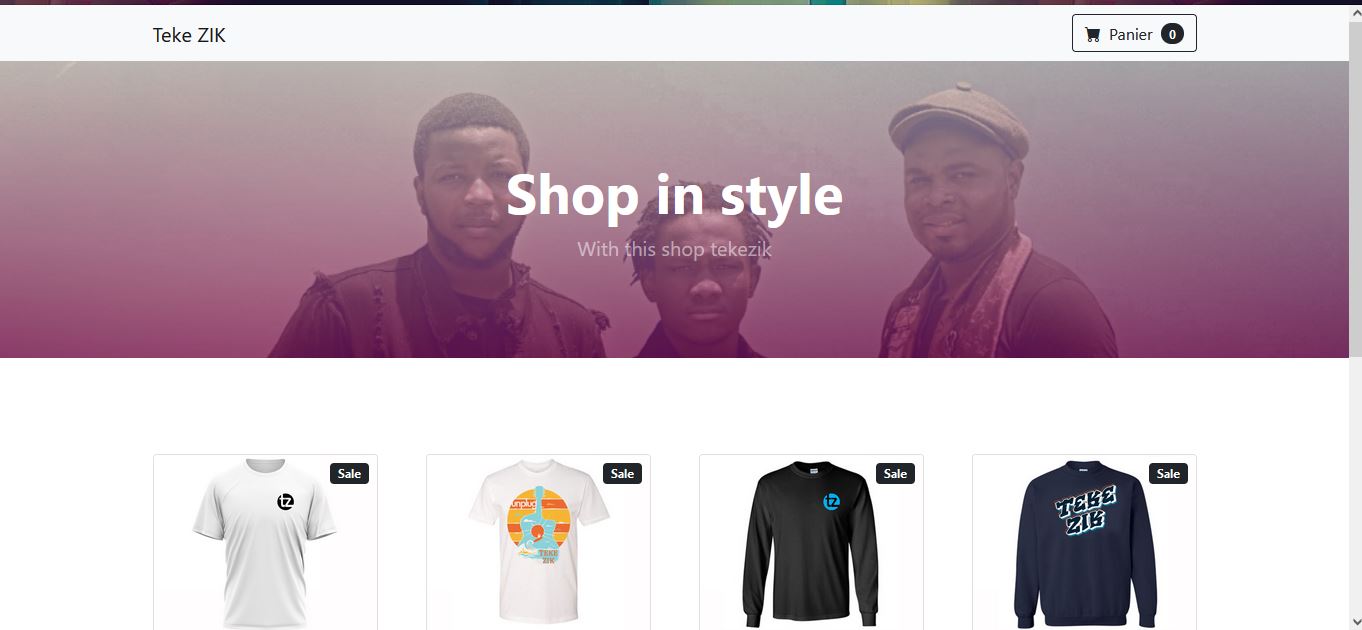 Teke ZIK
Panier 0
Shop in style
With this shop tekezik
Sale
Sale
Sale
Sale
tz
unplug
TEKE
ZIK
tz
TEKE
ZIK